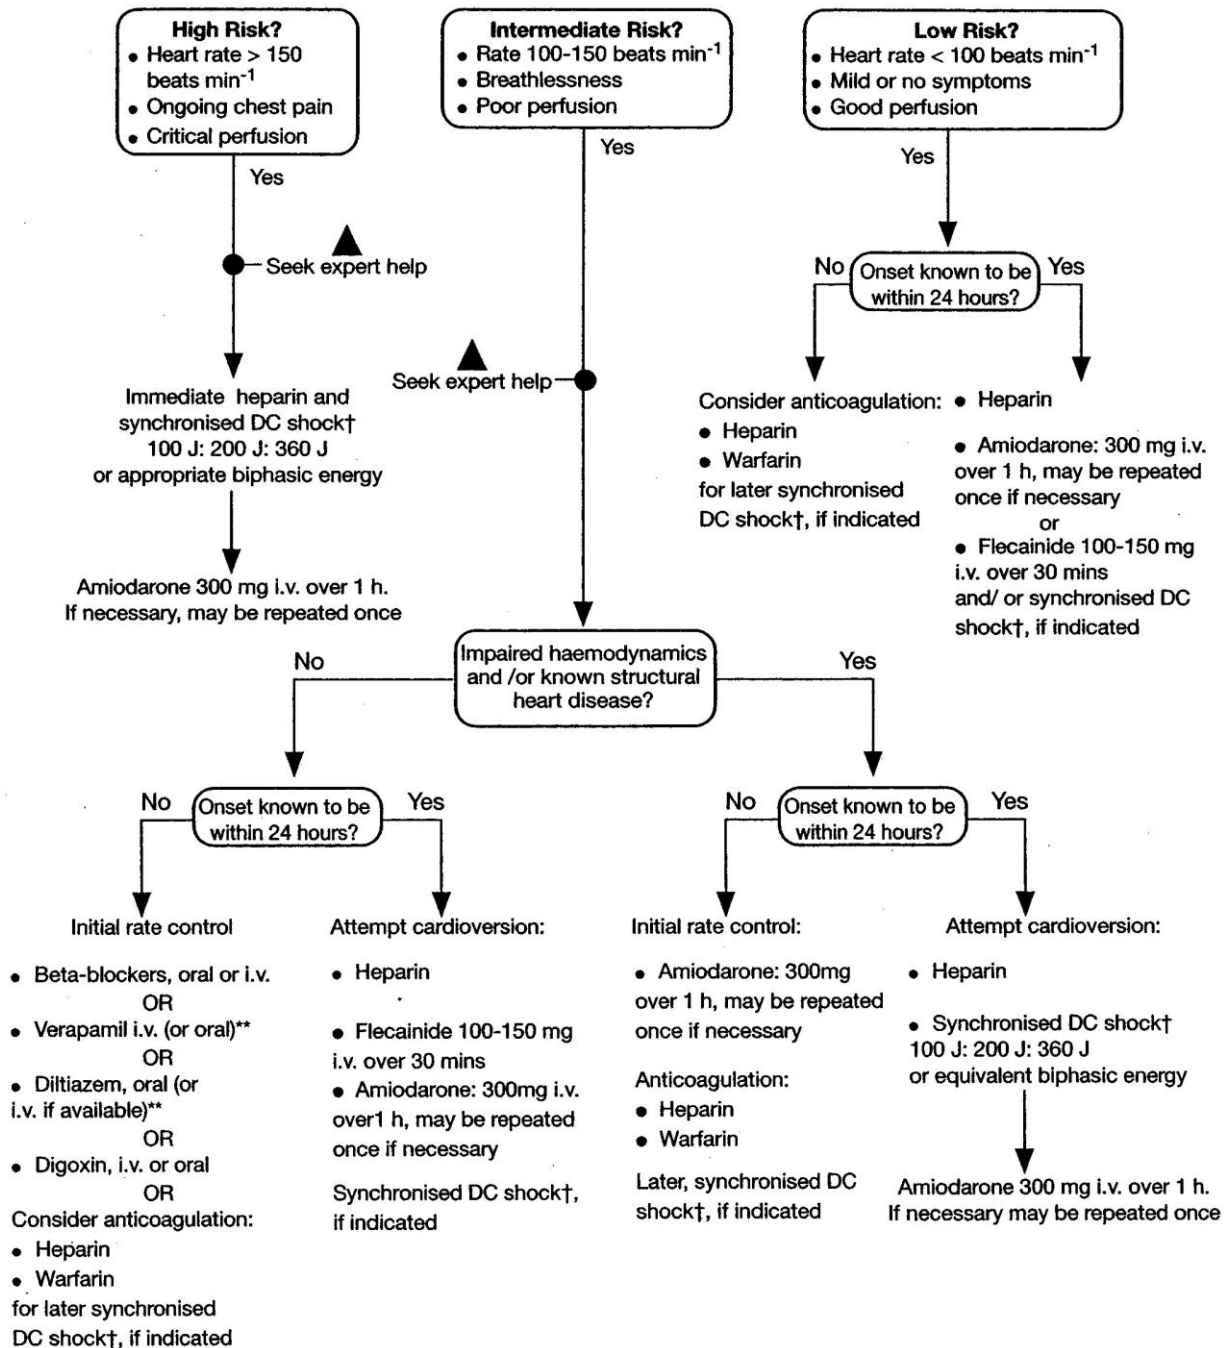 High Risk?
• Heart rate > 150
beats min-1
• Ongoing chest pain
• Critical perfusion
Yes
Seek expert help
Immediate heparin and
synchronised DC shock†
100 J: 200 J: 360 J
or appropriate biphasic energy
Amiodarone 300 mg i.v. over 1 h.
If necessary, may be repeated once
Intermediate Risk?
• Rate 100-150 beats min-1
• Breathlessness
• Poor perfusion
Yes
Seek expert help
Low Risk?
• Heart rate < 100 beats min-1
• Mild or no symptoms
• Good perfusion
Yes
Onset known to be
within 24 hours?
No
Yes
Consider anticoagulation:
• Heparin
• Warfarin
for later synchronised
DC shock†, if indicated
• Heparin
• Amiodarone: 300 mg i.v.
over 1 h, may be repeated
once if necessary
or
• Flecainide 100-150 mg
i.v. over 30 mins
and/ or synchronised DC
shock†, if indicated
Impaired haemodynamics
and /or known structural
heart disease?
No
Yes
Onset known to be
within 24 hours?
No
Yes
Initial rate control
• Beta-blockers, oral or i.v.
OR
• Verapamil i.v. (or oral)**
OR
• Diltiazem, oral (or
i.v. if available)**
OR
• Digoxin, i.v. or oral
OR
Consider anticoagulation:
• Heparin
• Warfarin
for later synchronised
DC shock†, if indicated
Attempt cardioversion:
• Heparin
• Flecainide 100-150 mg
i.v. over 30 mins
• Amiodarone: 300mg i.v.
over1 h, may be repeated
once if necessary
Synchronised DC shock†,
if indicated
Onset known to be
within 24 hours?
No
Yes
Initial rate control:
• Amiodarone: 300mg
over 1 h, may be repeated
once if necessary
Anticoagulation:
• Heparin
• Warfarin
Later, synchronised DC
shock†, if indicated
Attempt cardioversion:
• Heparin
• Synchronised DC shock†
100 J: 200 J: 360 J
or equivalent biphasic energy
Amiodarone 300 mg i.v. over 1 h.
If necessary may be repeated once